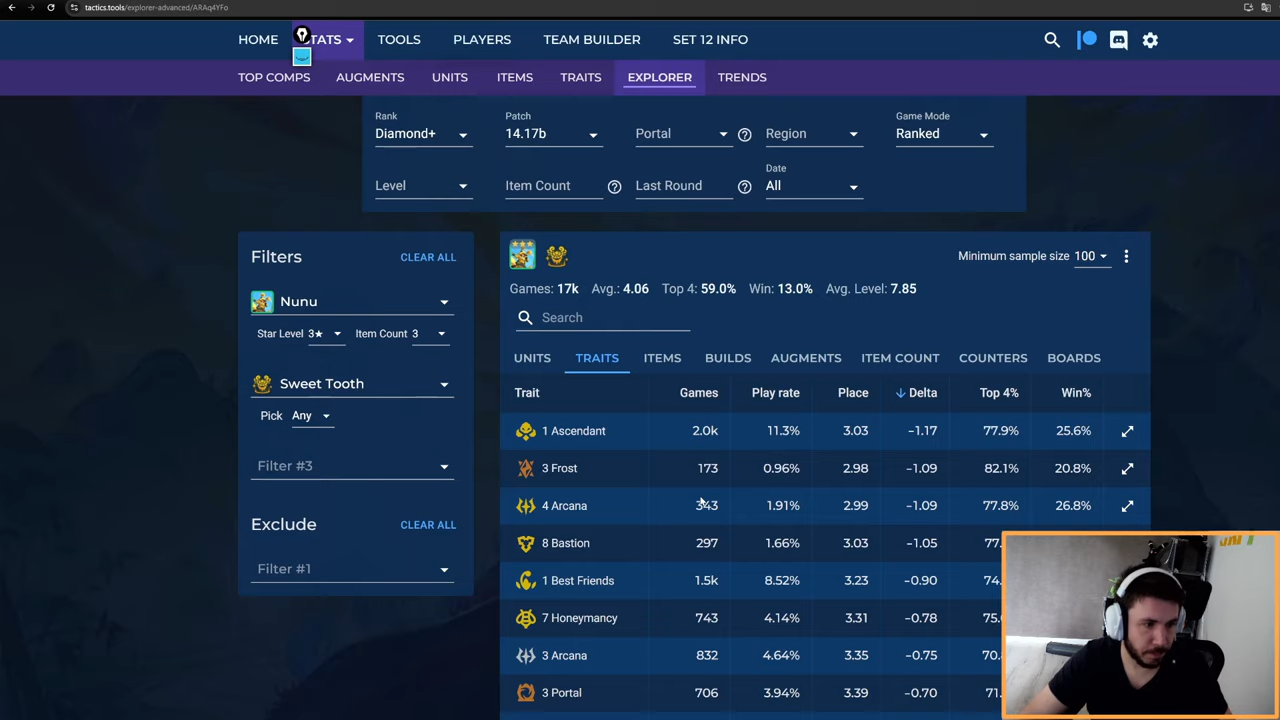 tactics.tools/explorer-advanced/ARAq4YFo
HOME TATS TOOLS PLAYERS TEAM BUILDER SET 12 INFO
TOP COMPS AUGMENTS UNITS ITEMS TRAITS EXPLORER TRENDS
Rank Patch Portal Region Game Mode
Diamond+ 14.17b Ranked
Level Item Count Last Round Date
All
Filters CLEAR ALL
Nunu
Star Level 3★ Item Count 3
Sweet Tooth
Pick Any
Filter #3
Exclude CLEAR ALL
Filter #1
Minimum sample size 100
Games: 17k Avg.: 4.06 Top 4: 59.0% Win: 13.0% Avg. Level: 7.85
Search
UNITS TRAITS ITEMS BUILDS AUGMENTS ITEM COUNT COUNTERS BOARDS
Trait Games Play rate Place Delta Top 4% Win%
1 Ascendant 2.0k 11.3% 3.03 −1.17 77.9% 25.6%
3 Frost 173 0.96% 2.98 −1.09 82.1% 20.8%
4 Arcana 343 1.91% 2.99 −1.09 77.8% 26.8%
8 Bastion 297 1.66% 3.03 −1.05 77.
1 Best Friends 1.5k 8.52% 3.23 −0.90 74.
7 Honeymancy 743 4.14% 3.31 −0.78 75.
3 Arcana 832 4.64% 3.35 −0.75 70.
3 Portal 706 3.94% 3.39 −0.70 71.